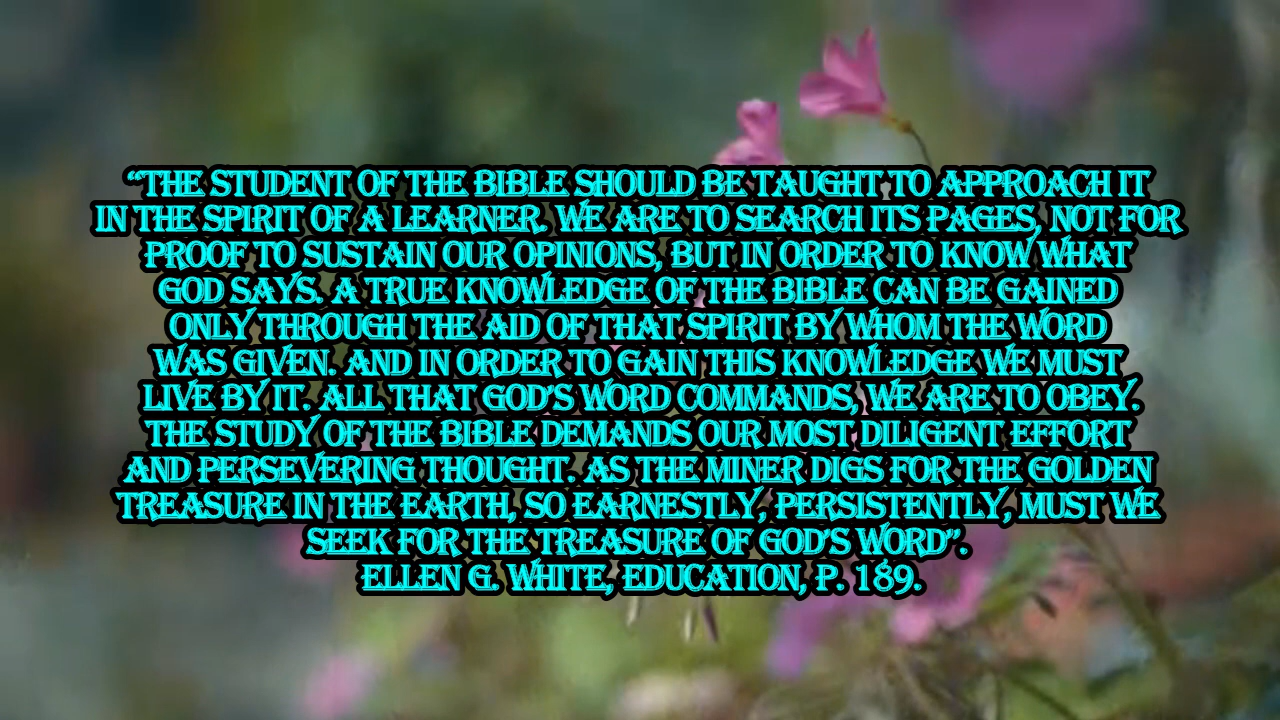 “THE STUDENT OF THE BIBLE SHOULD BE TAUGHT TO APPROACH IT
IN THE SPIRIT OF A LEARNER. WE ARE TO SEARCH ITS PAGES, NOT FOR
PROOF TO SUSTAIN OUR OPINIONS, BUT IN ORDER TO KNOW WHAT
GOD SAYS. A TRUE KNOWLEDGE OF THE BIBLE CAN BE GAINED
ONLY THROUGH THE AID OF THAT SPIRIT BY WHOM THE WORD
WAS GIVEN. AND IN ORDER TO GAIN THIS KNOWLEDGE WE MUST
LIVE BY IT. ALL THAT GOD'S WORD COMMANDS, WE ARE TO OBEY.
THE STUDY OF THE BIBLE DEMANDS OUR MOST DILIGENT EFFORT
AND PERSEVERING THOUGHT. AS THE MINER DIGS FOR THE GOLDEN
TREASURE IN THE EARTH, SO EARNESTLY, PERSISTENTLY, MUST WE
SEEK FOR THE TREASURE OF GOD'S WORD”.
ELLEN G. WHITE, EDUCATION, P. 189.